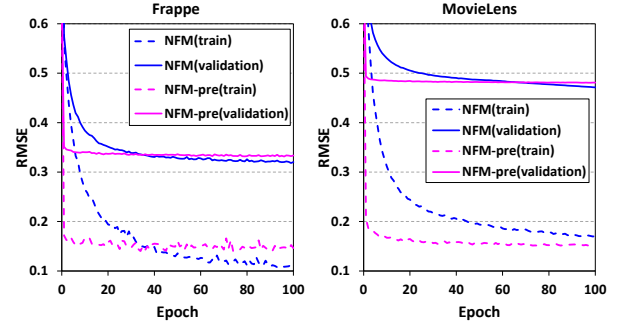 Frappe
RMSE
0.6
0.5
0.4
0.3
0.2
0.1
NFM(train)
NFM(validation)
NFM-pre(train)
NFM-pre(validation)
0 20 40 60 80 100
Epoch
MovieLens
RMSE
0.6
0.5
0.4
0.3
0.2
0.1
NFM(train)
NFM(validation)
NFM-pre(train)
NFM-pre(validation)
0 20 40 60 80 100
Epoch